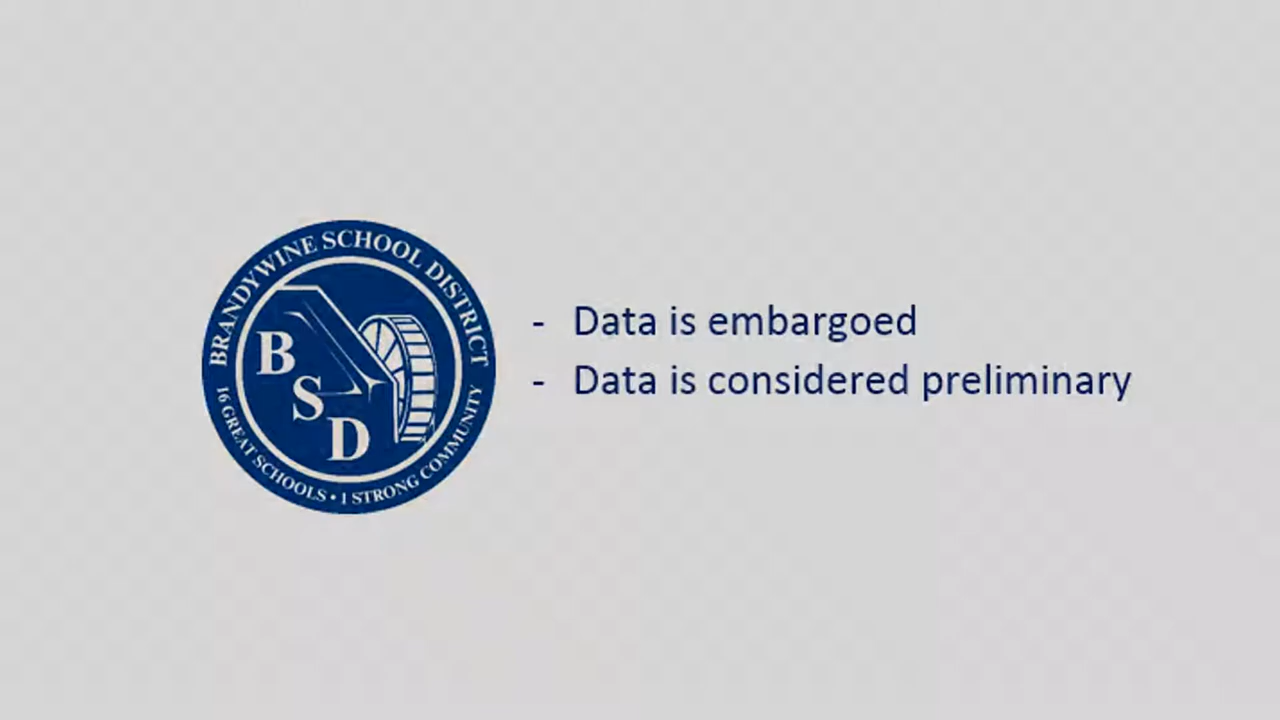 BRANDYWINE SCHOOL DISTRICT
B
S
D
16 GREAT SCHOOLS • 1 STRONG COMMUNITY
- Data is embargoed
- Data is considered preliminary